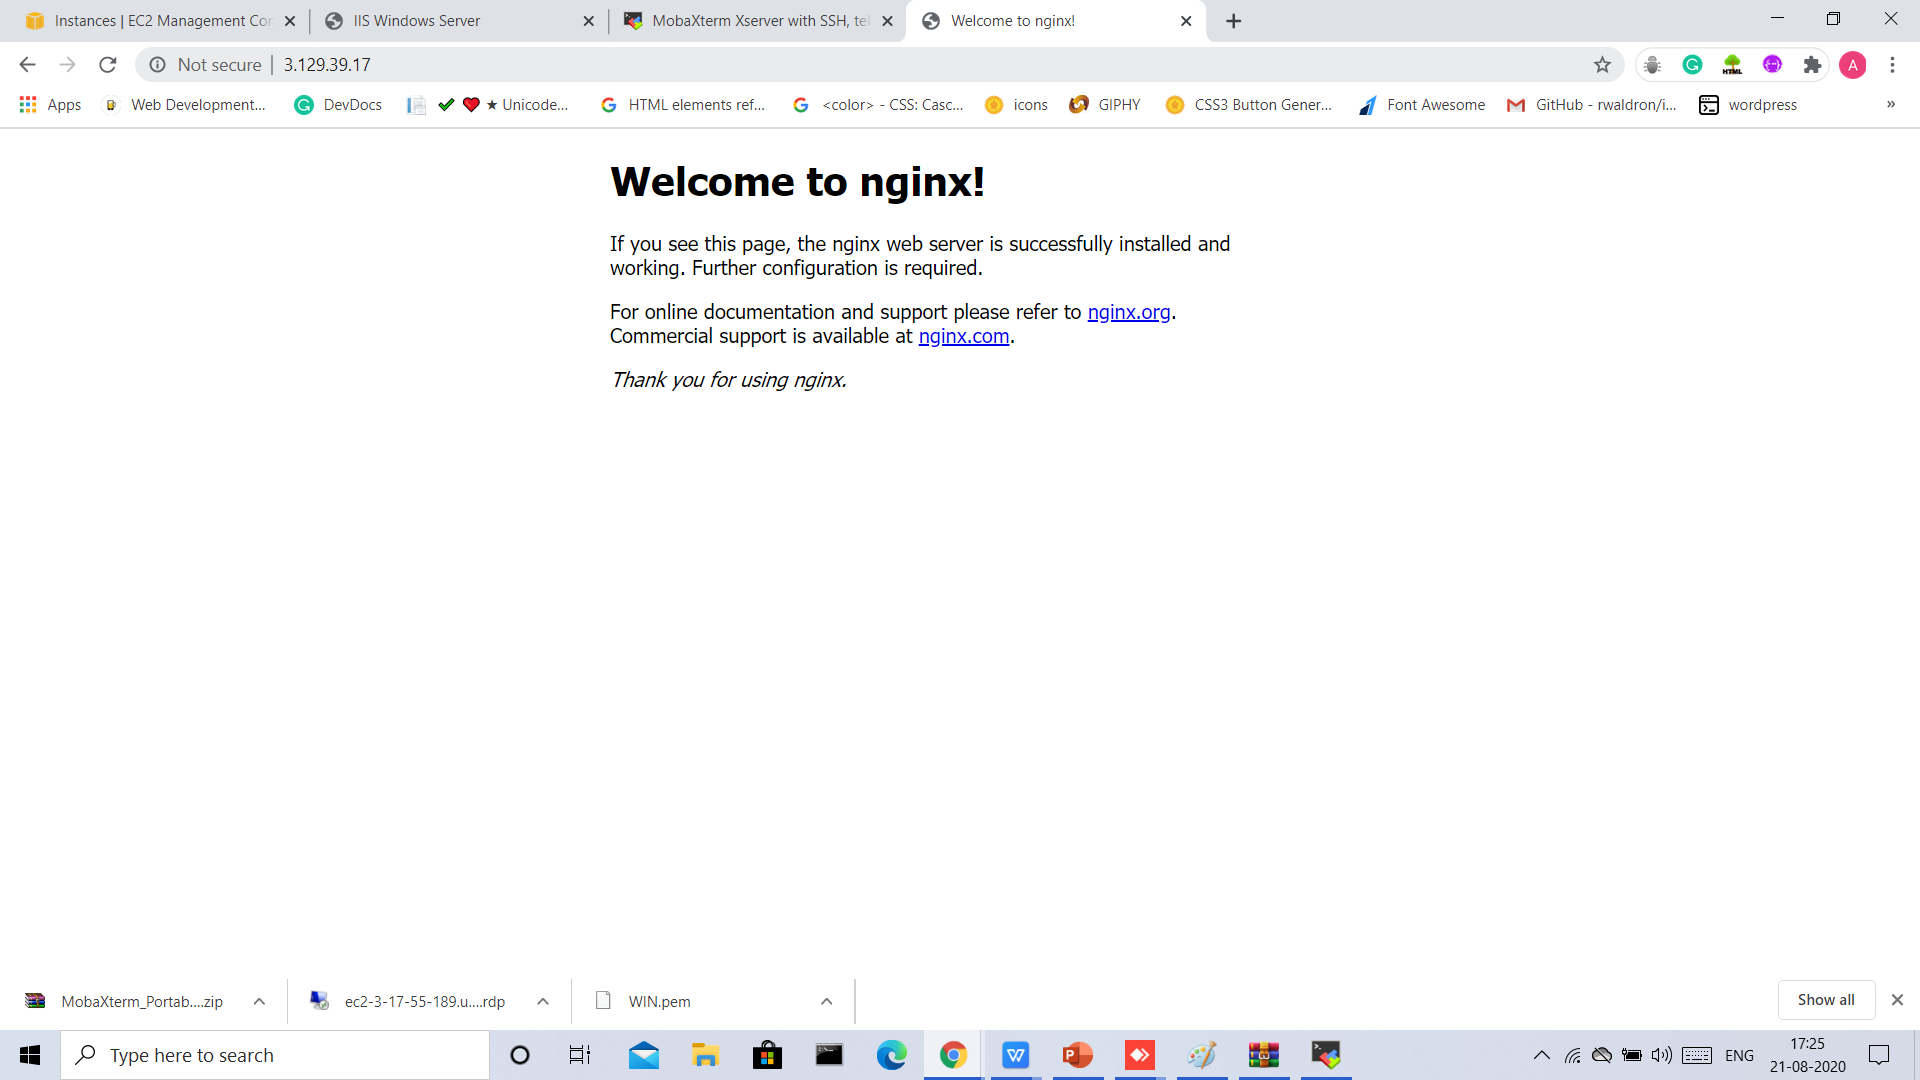 Instances | EC2 Management Con
IIS Windows Server
MobaXterm Xserver with SSH, tel
Welcome to nginx!
Not secure | 3.129.39.17
A
Apps
Web Development...
DevDocs
★ Unicode...
HTML elements ref...
<color> - CSS: Casc...
icons
GIPHY
CSS3 Button Gener...
Font Awesome
GitHub - rwaldron/i...
wordpress
»
Welcome to nginx!
If you see this page, the nginx web server is successfully installed and
working. Further configuration is required.
For online documentation and support please refer to nginx.org.
Commercial support is available at nginx.com.
Thank you for using nginx.
MobaXterm_Portab....zip
ec2-3-17-55-189.u....rdp
WIN.pem
Show all
Type here to search
ENG
17:25
21-08-2020